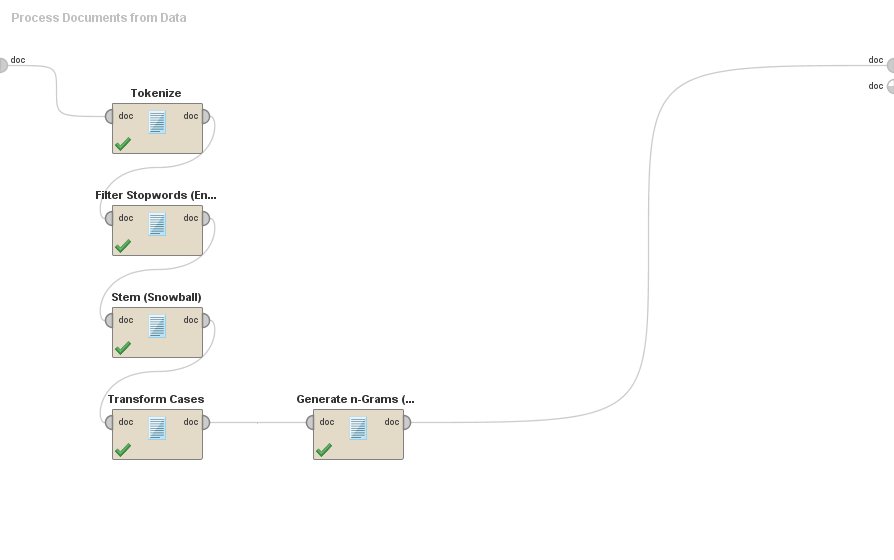 Process Documents from Data
doc
doc
doc
Tokenize
doc doc
Filter Stopwords (En...
doc doc
Stem (Snowball)
doc doc
Transform Cases
doc doc
Generate n-Grams (...
doc doc